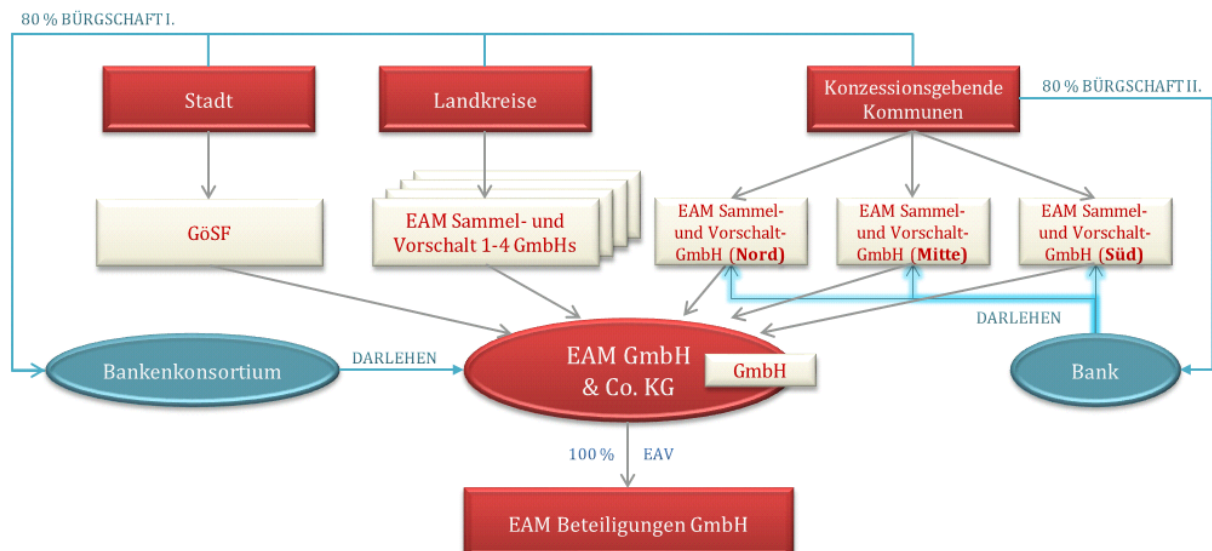 80 % BÜRGSCHAFT I.
Stadt
Landkreise
Konzessionsgebende
Kommunen
80 % BÜRGSCHAFT II.
GöSF
EAM Sammel- und
Vorschalt 1-4 GmbHs
EAM Sammel-
und Vorschalt-
GmbH (Nord)
EAM Sammel-
und Vorschalt-
GmbH (Mitte)
EAM Sammel-
und Vorschalt-
GmbH (Süd)
DARLEHEN
Bankenkonsortium
DARLEHEN
EAM GmbH
& Co. KG
GmbH
Bank
100 % EAV
EAM Beteiligungen GmbH